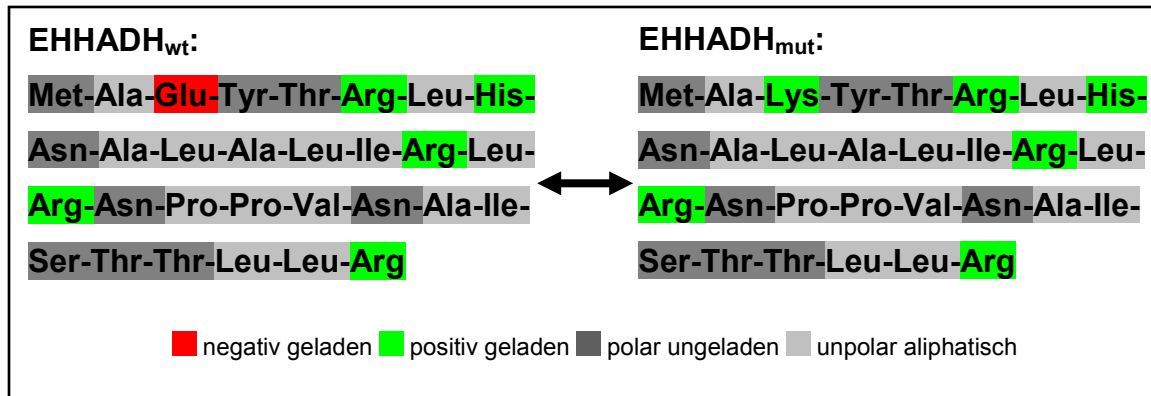 EHHADHwt:
Met-Ala-Glu-Tyr-Thr-Arg-Leu-His-
Asn-Ala-Leu-Ala-Leu-Ile-Arg-Leu-
Arg-Asn-Pro-Pro-Val-Asn-Ala-Ile-
Ser-Thr-Thr-Leu-Leu-Arg
EHHADHmut:
Met-Ala-Lys-Tyr-Thr-Arg-Leu-His-
Asn-Ala-Leu-Ala-Leu-Ile-Arg-Leu-
Arg-Asn-Pro-Pro-Val-Asn-Ala-Ile-
Ser-Thr-Thr-Leu-Leu-Arg
negativ geladen positiv geladen polar ungeladen unpolar aliphatisch